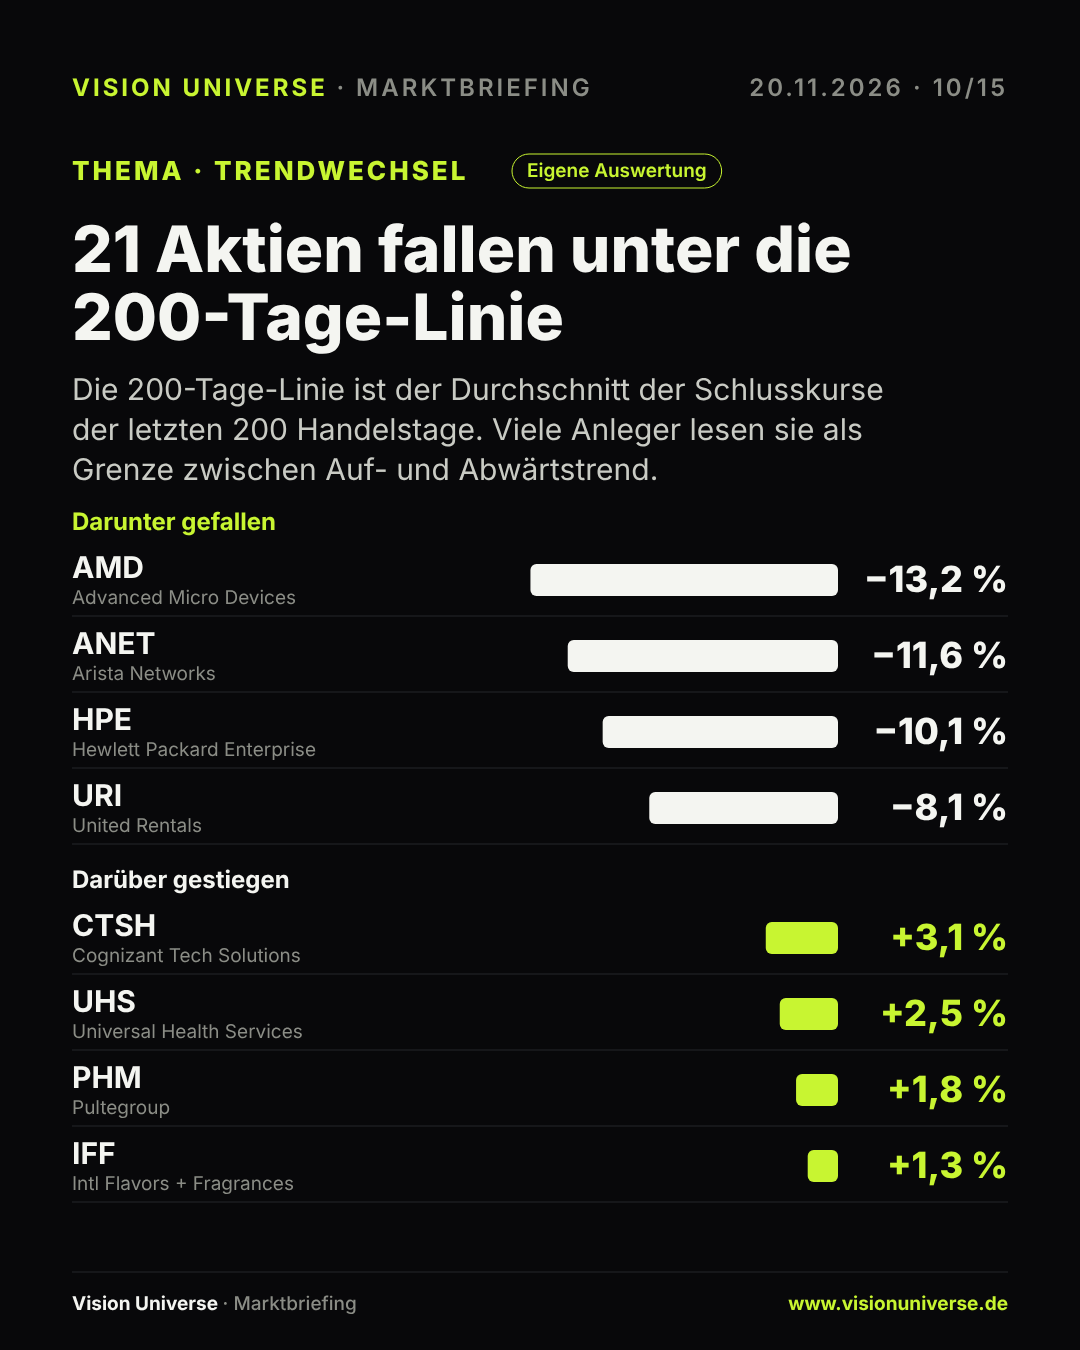 VISION UNIVERSE · MARKTBRIEFING 20.11.2026 · 10/15
THEMA · TRENDWECHSEL Eigene Auswertung
21 Aktien fallen unter die
200-Tage-Linie
Die 200-Tage-Linie ist der Durchschnitt der Schlusskurse
der letzten 200 Handelstage. Viele Anleger lesen sie als
Grenze zwischen Auf- und Abwärtstrend.
Darunter gefallen
AMD −13,2 %
Advanced Micro Devices
ANET −11,6 %
Arista Networks
HPE −10,1 %
Hewlett Packard Enterprise
URI −8,1 %
United Rentals
Darüber gestiegen
CTSH +3,1 %
Cognizant Tech Solutions
UHS +2,5 %
Universal Health Services
PHM +1,8 %
Pultegroup
IFF +1,3 %
Intl Flavors + Fragrances
Vision Universe · Marktbriefing www.visionuniverse.de